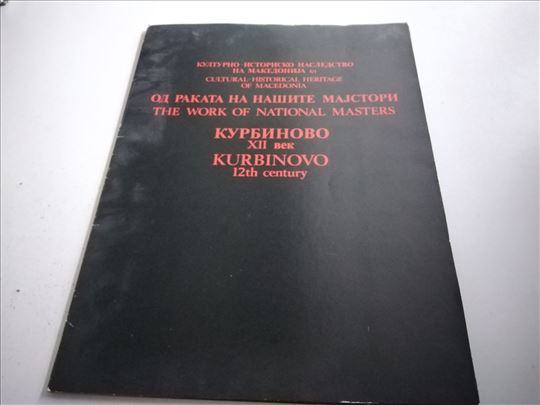 КУЛТУРНО-ИСТОРИСКО НАСЛЕДСТВО
НА МАКЕДОНИЈА
CULTURAL-HISTORICAL HERITAGE
OF MACEDONIA
ОД РАКАТА НА НАШИТЕ МАЈСТОРИ
THE WORK OF NATIONAL MASTERS
КУРБИНОВО
XII век
KURBINOVO
12th century